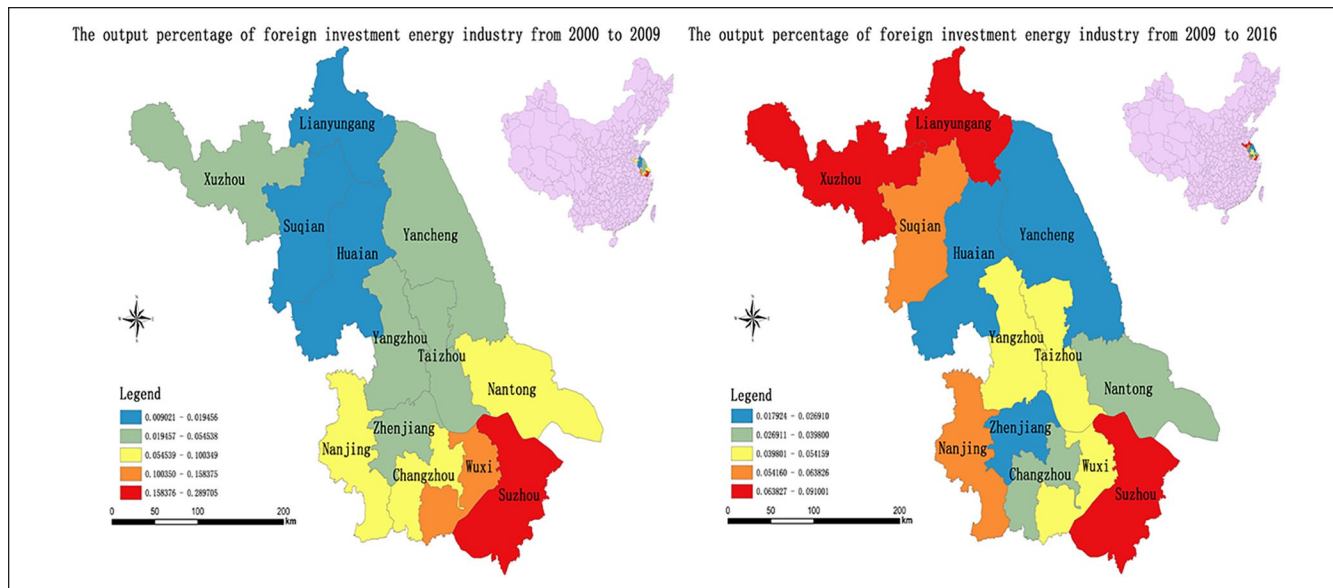 The output percentage of foreign investment energy industry from 2000 to 2009
Lianyungang
Xuzhou
Suqian
Huaian
Yancheng
Yangzhou
Taizhou
Nantong
Zhenjiang
Nanjing
Changzhou
Wuxi
Suzhou
Legend
0.009021 - 0.019456
0.019457 - 0.054538
0.054539 - 0.100349
0.100350 - 0.158375
0.158376 - 0.289705
0 50 100 200
km
The output percentage of foreign investment energy industry from 2009 to 2016
Lianyungang
Xuzhou
Suqian
Huaian
Yancheng
Yangzhou
Taizhou
Nantong
Zhenjiang
Nanjing
Changzhou
Wuxi
Suzhou
Legend
0.017924 - 0.026910
0.026911 - 0.039800
0.039801 - 0.054159
0.054160 - 0.063826
0.063827 - 0.091001
0 50 100 200
km